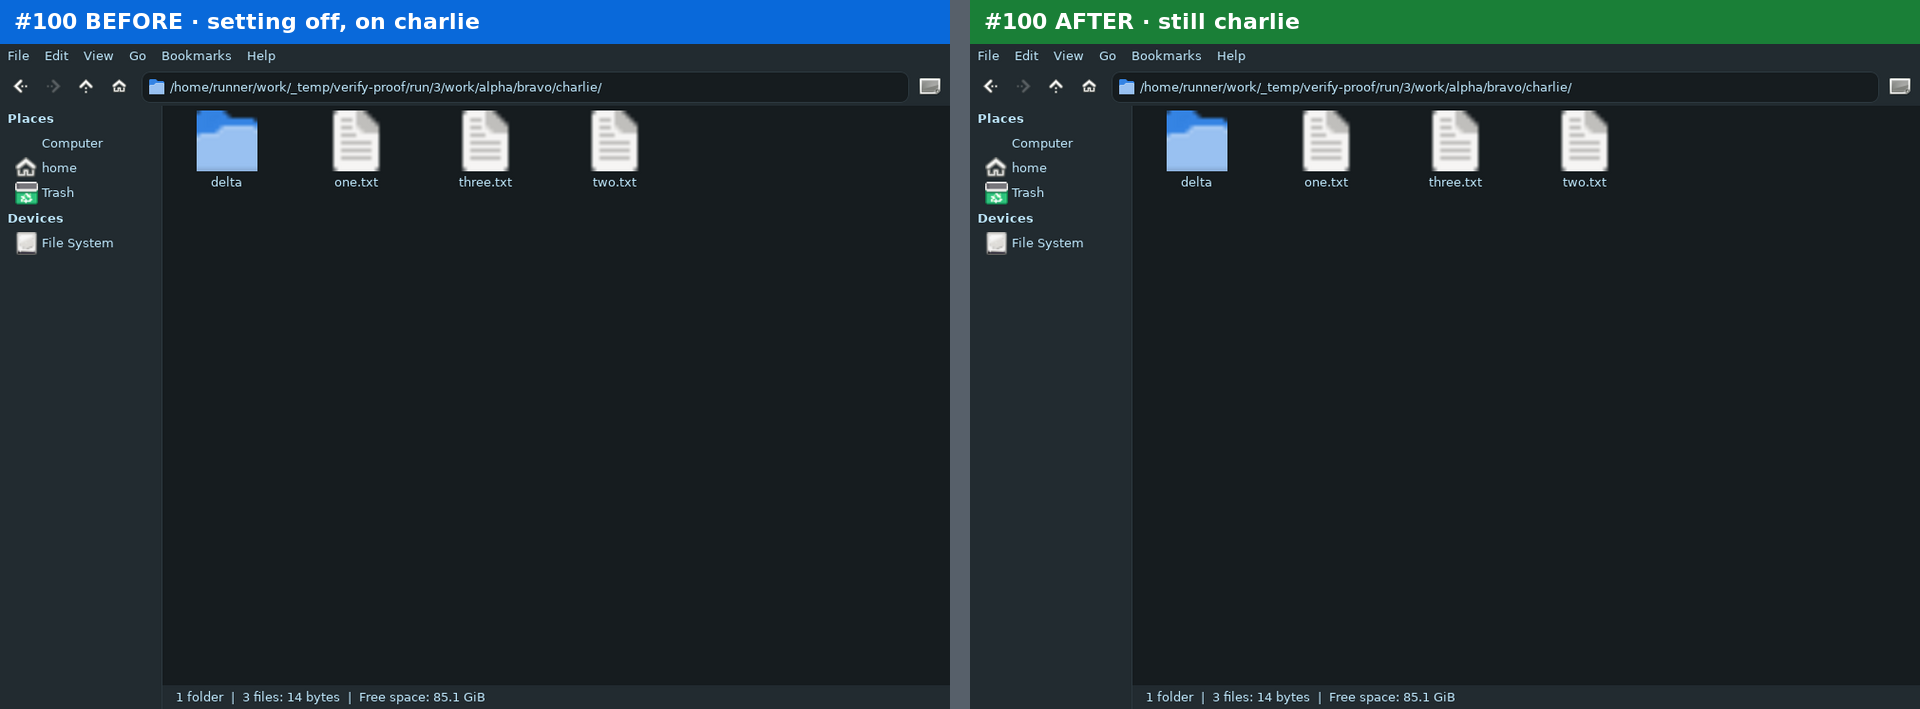 #100 BEFORE · setting off, on charlie
File Edit View Go Bookmarks Help
/home/runner/work/_temp/verify-proof/run/3/work/alpha/bravo/charlie/
Places
Computer
home
Trash
Devices
File System
delta one.txt three.txt two.txt
1 folder | 3 files: 14 bytes | Free space: 85.1 GiB
#100 AFTER · still charlie
File Edit View Go Bookmarks Help
/home/runner/work/_temp/verify-proof/run/3/work/alpha/bravo/charlie/
Places
Computer
home
Trash
Devices
File System
delta one.txt three.txt two.txt
1 folder | 3 files: 14 bytes | Free space: 85.1 GiB